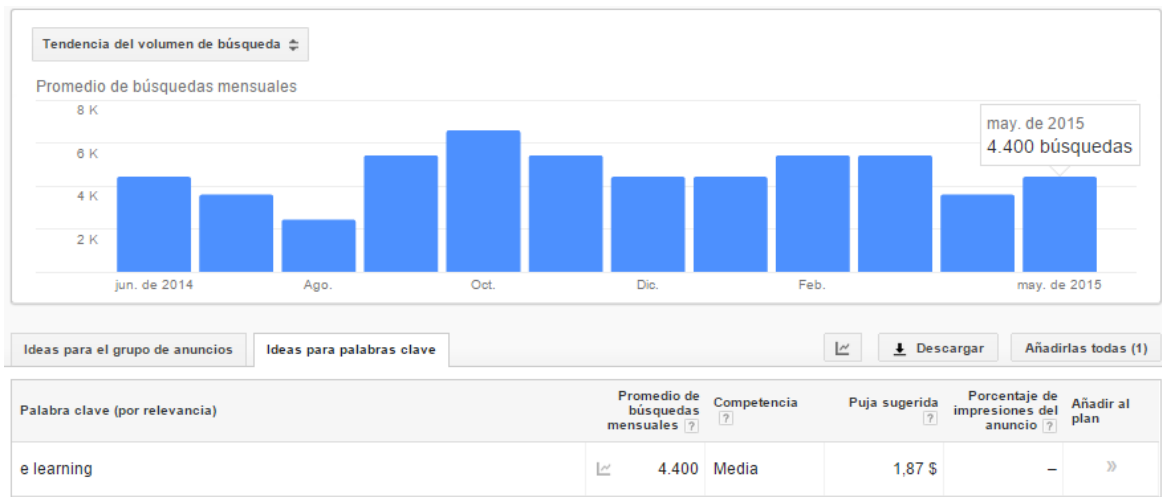 Tendencia del volumen de búsqueda
Promedio de búsquedas mensuales
8 K
6 K
4 K
2 K
may. de 2015
4.400 búsquedas
jun. de 2014 Ago. Oct. Dic. Feb. may. de 2015
Ideas para el grupo de anuncios Ideas para palabras clave Descargar Añadirlas todas (1)
Palabra clave (por relevancia)
Promedio de
búsquedas
mensuales ?
Competencia
?
Puja sugerida
?
Porcentaje de
impresiones del
anuncio ?
Añadir al
plan
e learning 4.400 Media 1,87 $ – »